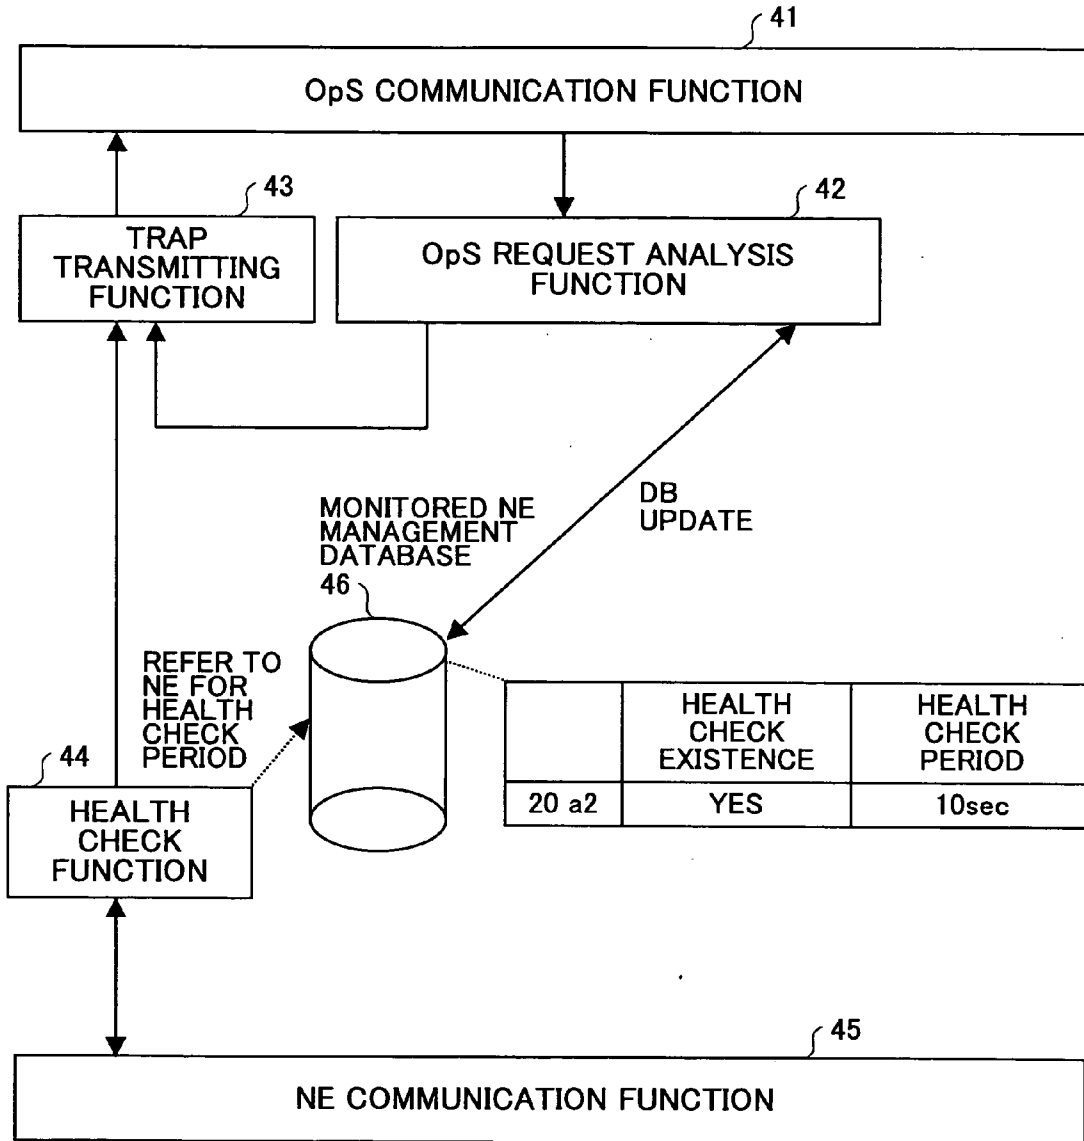 41
OpS COMMUNICATION FUNCTION
43
TRAP
TRANSMITTING
FUNCTION
42
OpS REQUEST ANALYSIS
FUNCTION
MONITORED NE
MANAGEMENT
DATABASE
46
DB
UPDATE
REFER TO
NE FOR
HEALTH
CHECK
PERIOD
44
HEALTH
CHECK
FUNCTION
HEALTH
CHECK
EXISTENCE
HEALTH
CHECK
PERIOD
20 a2
YES
10sec
45
NE COMMUNICATION FUNCTION